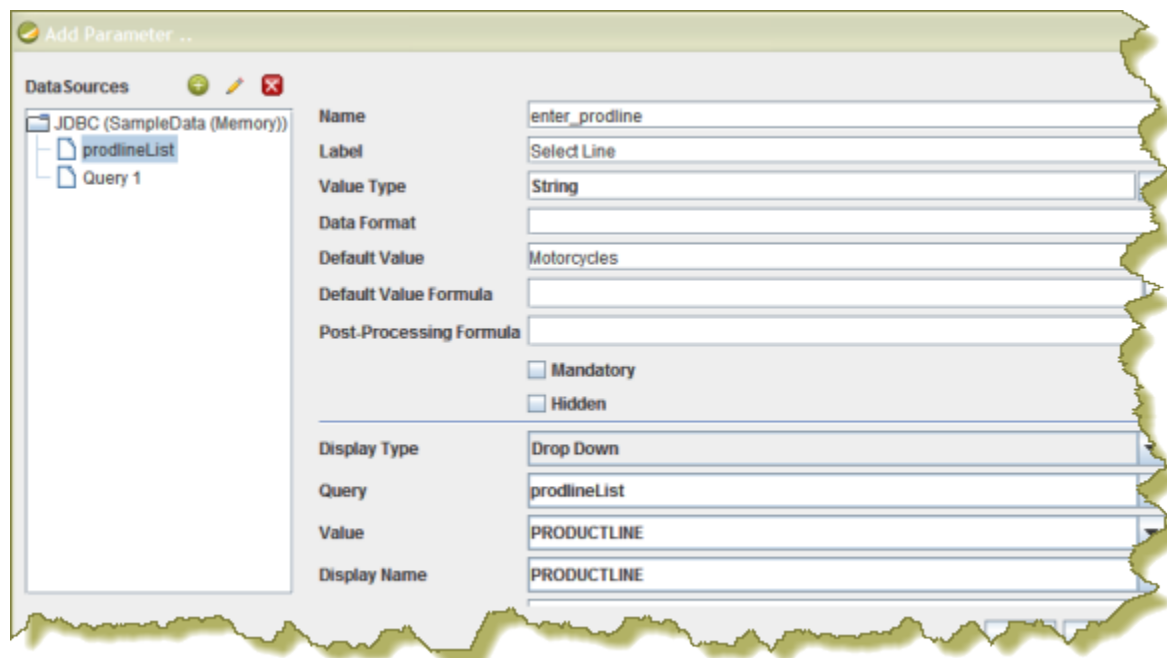 Add Parameter ..
DataSources
JDBC (SampleData (Memory))
prodlineList
Query 1
Name enter_prodline
Label Select Line
Value Type String
Data Format
Default Value Motorcycles
Default Value Formula
Post-Processing Formula
Mandatory
Hidden
Display Type Drop Down
Query prodlineList
Value PRODUCTLINE
Display Name PRODUCTLINE